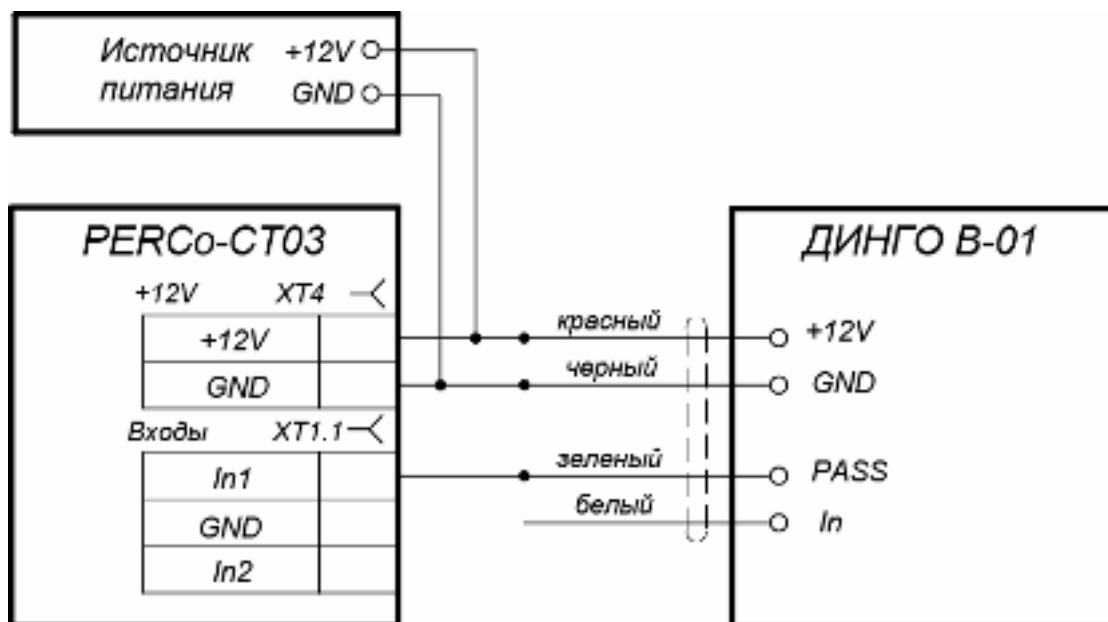 Источник +12V
питания GND
PERCo-CT03
ДИНГО В-01
+12V XT4
+12V
красный
+12V
GND
черный
GND
Входы XT1.1
In1
зеленый
PASS
GND
белый
In
In2